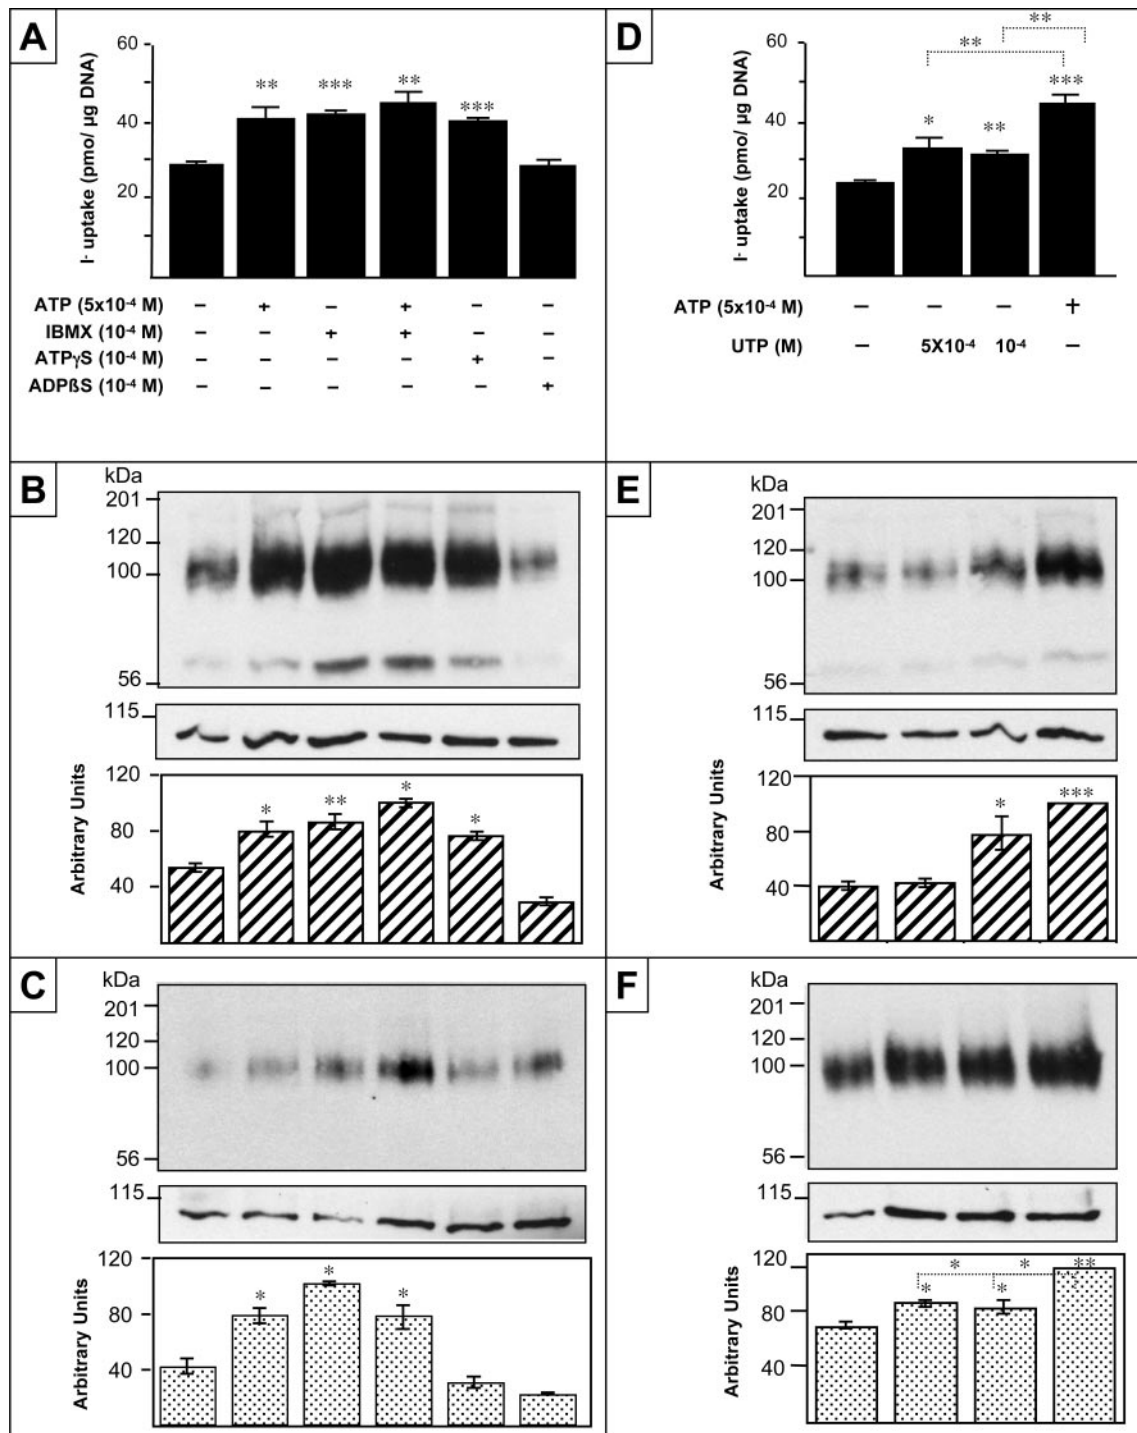 A
60
40
20
I- uptake (pmo/ µg DNA)
** *** ** ***
ATP (5x10-4 M) – + – + – –
IBMX (10-4 M) – – + + – –
ATPγS (10-4 M) – – – – + –
ADPßS (10-4 M) – – – – – +
D
60
40
20
I- uptake (pmo/ µg DNA)
**
**
* ** ***
ATP (5x10-4 M) – – – +
UTP (M) – 5X10-4 10-4 –
B
kDa
201
120
100
56
115
120
80
40
Arbitrary Units
* ** * *
E
kDa
201
120
100
56
115
120
80
40
Arbitrary Units
* ***
C
kDa
201
120
100
56
115
120
80
40
Arbitrary Units
* * *
F
kDa
201
120
100
56
115
120
80
40
Arbitrary Units
* * **
* *